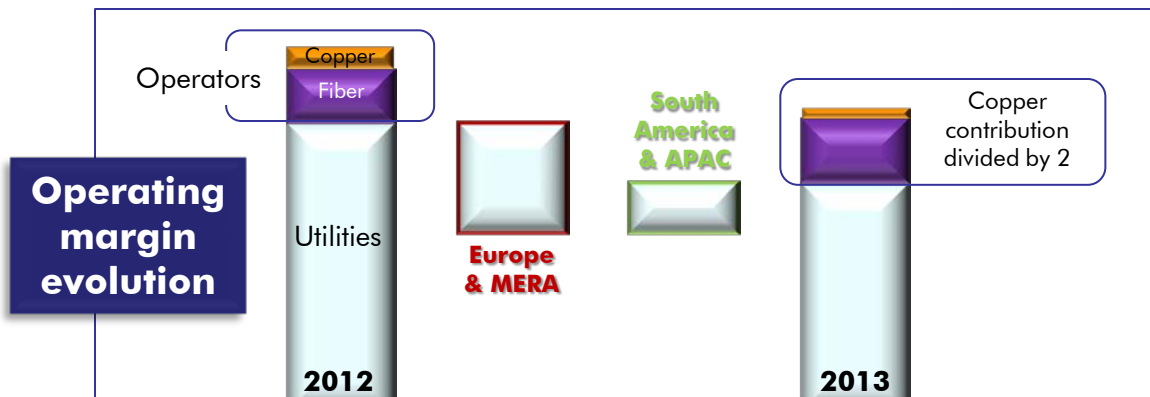 Operating
margin
evolution
Operators
Copper
Fiber
Utilities
2012
Europe
& MERA
South
America
& APAC
Copper
contribution
divided by 2
2013